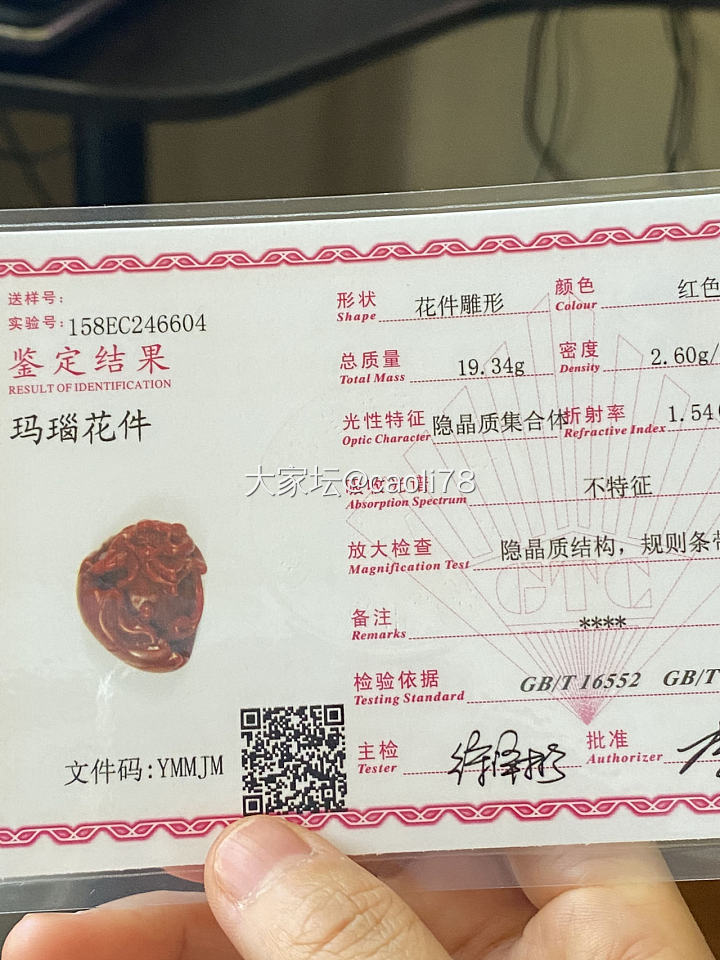 送样号:
实验号:158EC246604
鉴定结果
RESULT OF IDENTIFICATION
玛瑙花件
文件码:YMMJM
形状 花件雕形
Shape
颜色 红色
Colour
总质量 19.34g
Total Mass
密度 2.60g/
Density
光性特征 隐晶质集合体
Optic Character
折射率 1.54
Refractive Index
大家坛@caoli78
不特征
Absorption Spectrum
放大检查 隐晶质结构，规则条带
Magnification Test
GTC
备注 ****
Remarks
检验依据 GB/T 16552 GB/T
Testing Standard
主检
Tester
批准
Authorizer